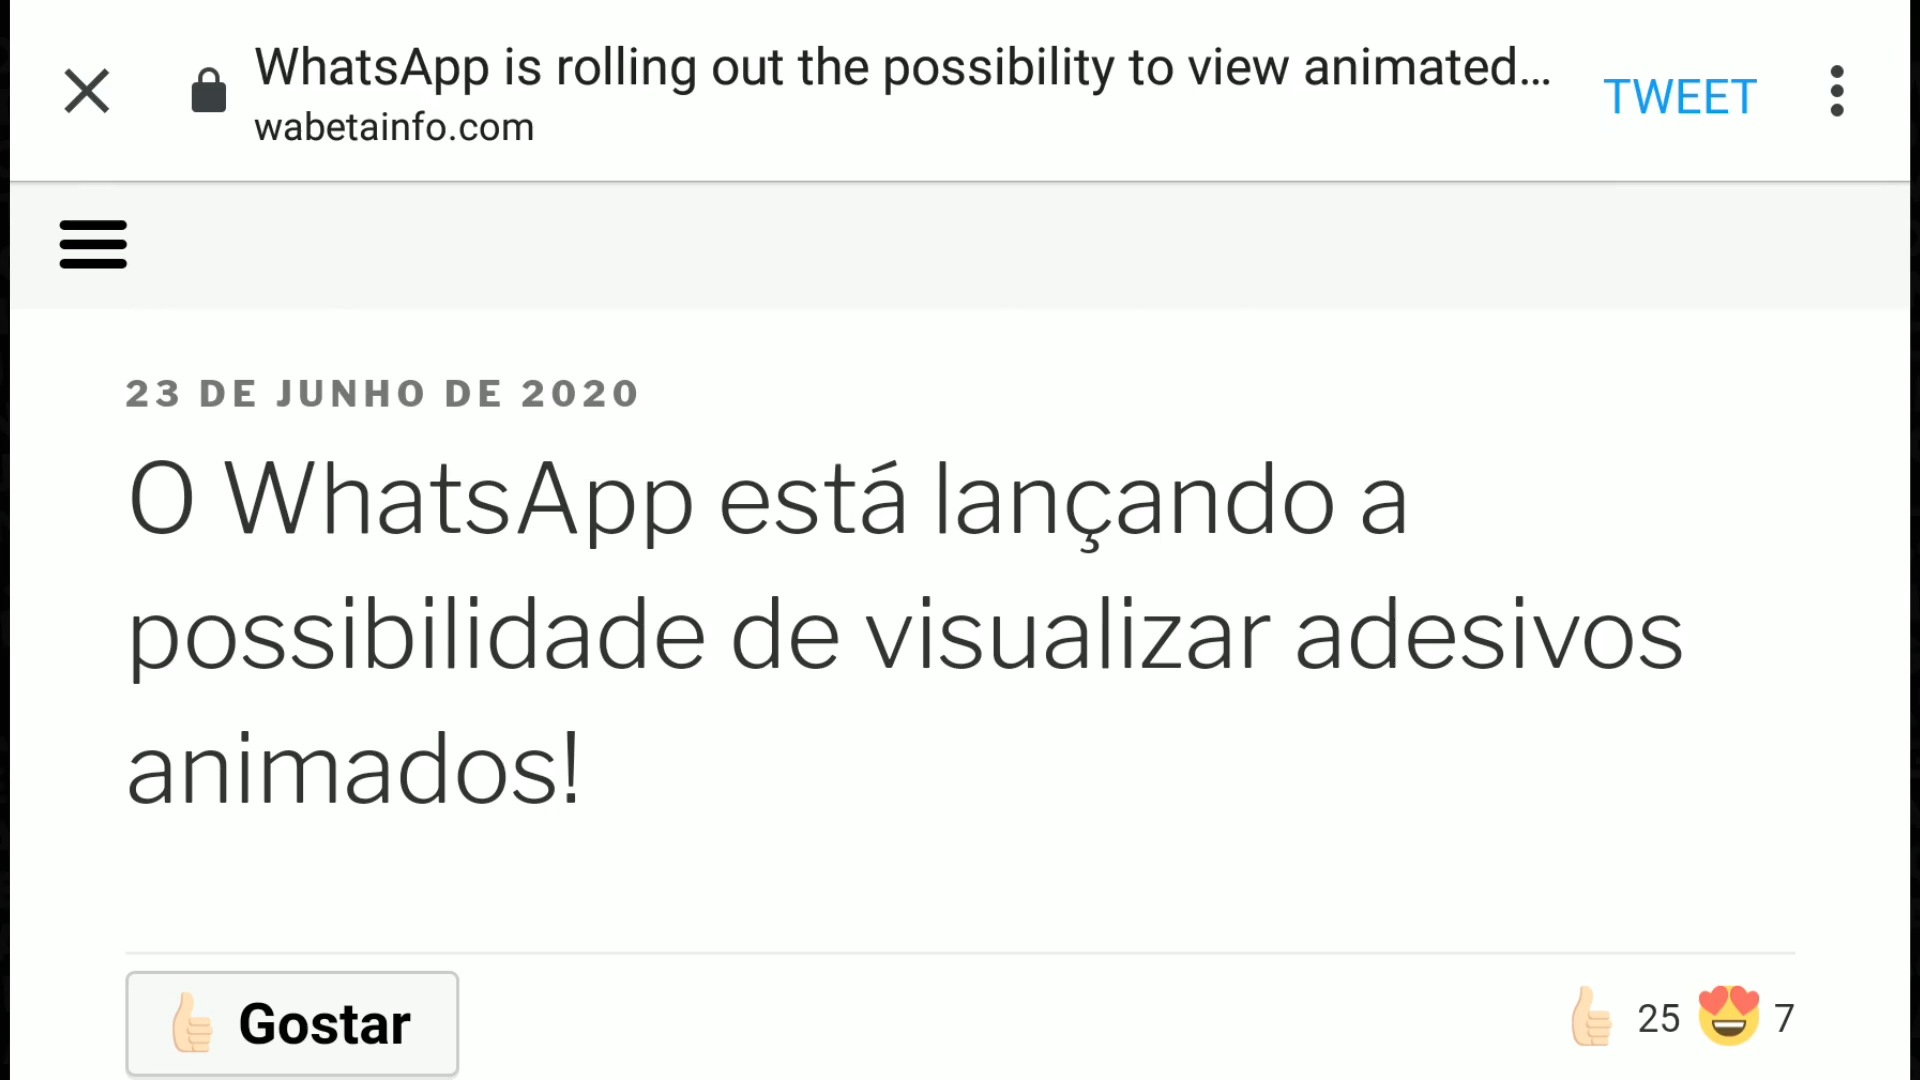 WhatsApp is rolling out the possibility to view animated...
wabetainfo.com
TWEET
23 DE JUNHO DE 2020
O WhatsApp está lançando a
possibilidade de visualizar adesivos
animados!
Gostar
25
7